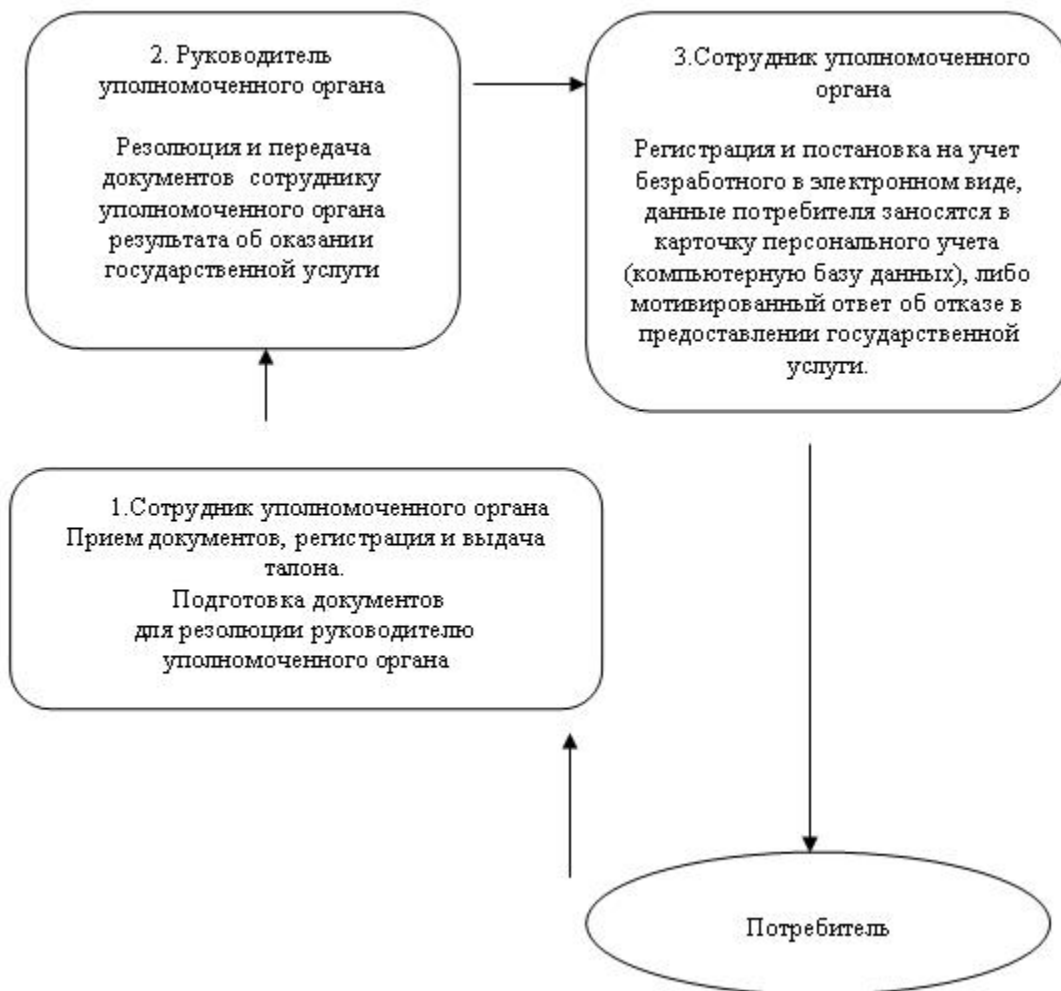 2. Руководитель
уполномоченного органа
Резолюция и передача
документов сотруднику
уполномоченного органа
результата об оказании
государственной услуги
3.Сотрудник уполномоченного
органа
Регистрация и постановка на учет
безработного в электронном виде,
данные потребителя заносятся в
карточку персонального учета
(компьютерную базу данных), либо
мотивированный ответ об отказе в
предоставлении государственной
услуги.
1.Сотрудник уполномоченного органа
Прием документов, регистрация и выдача
талона.
Подготовка документов
для резолюции руководителю
уполномоченного органа
Потребитель